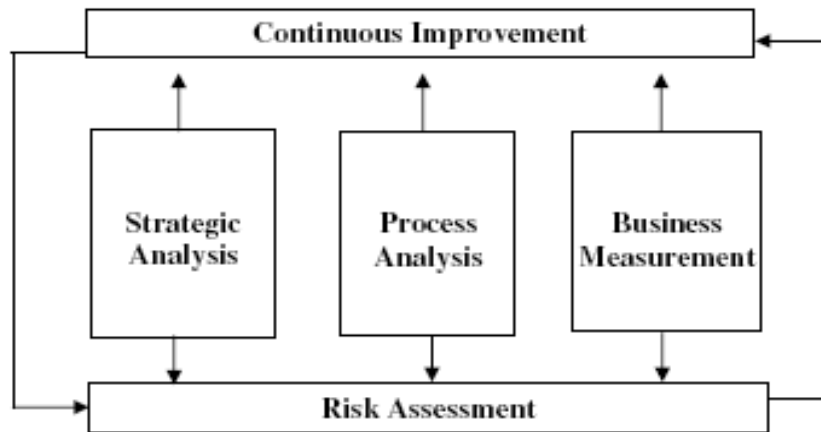 Continuous Improvement
Strategic
Analysis
Process
Analysis
Business
Measurement
Risk Assessment